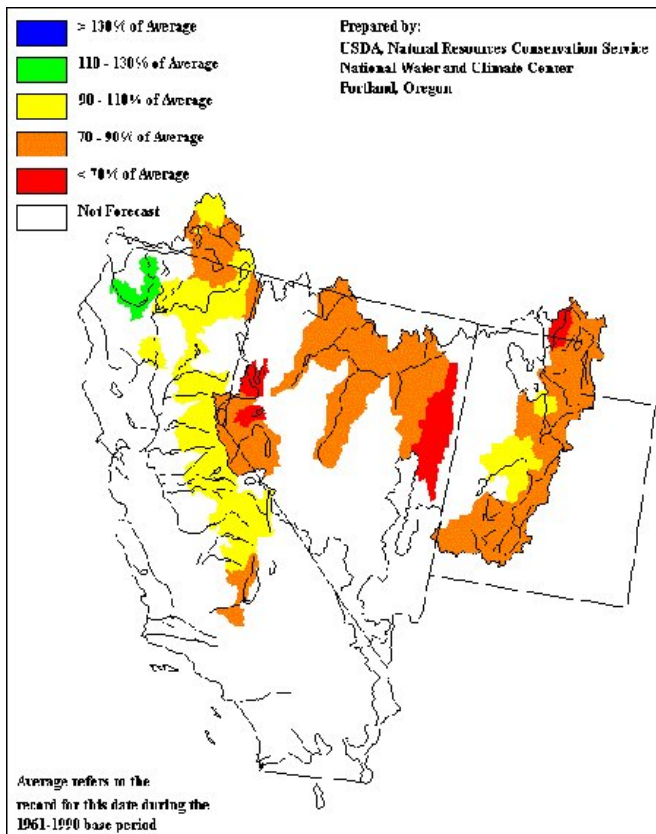 > 130% of Average
110 - 130% of Average
90 - 110% of Average
70 - 90% of Average
< 70% of Average
Not Forecast
Prepared by:
USDA, Natural Resources Conservation Service
National Water and Climate Center
Portland, Oregon
Average refers to the
record for this date during the
1961-1990 base period